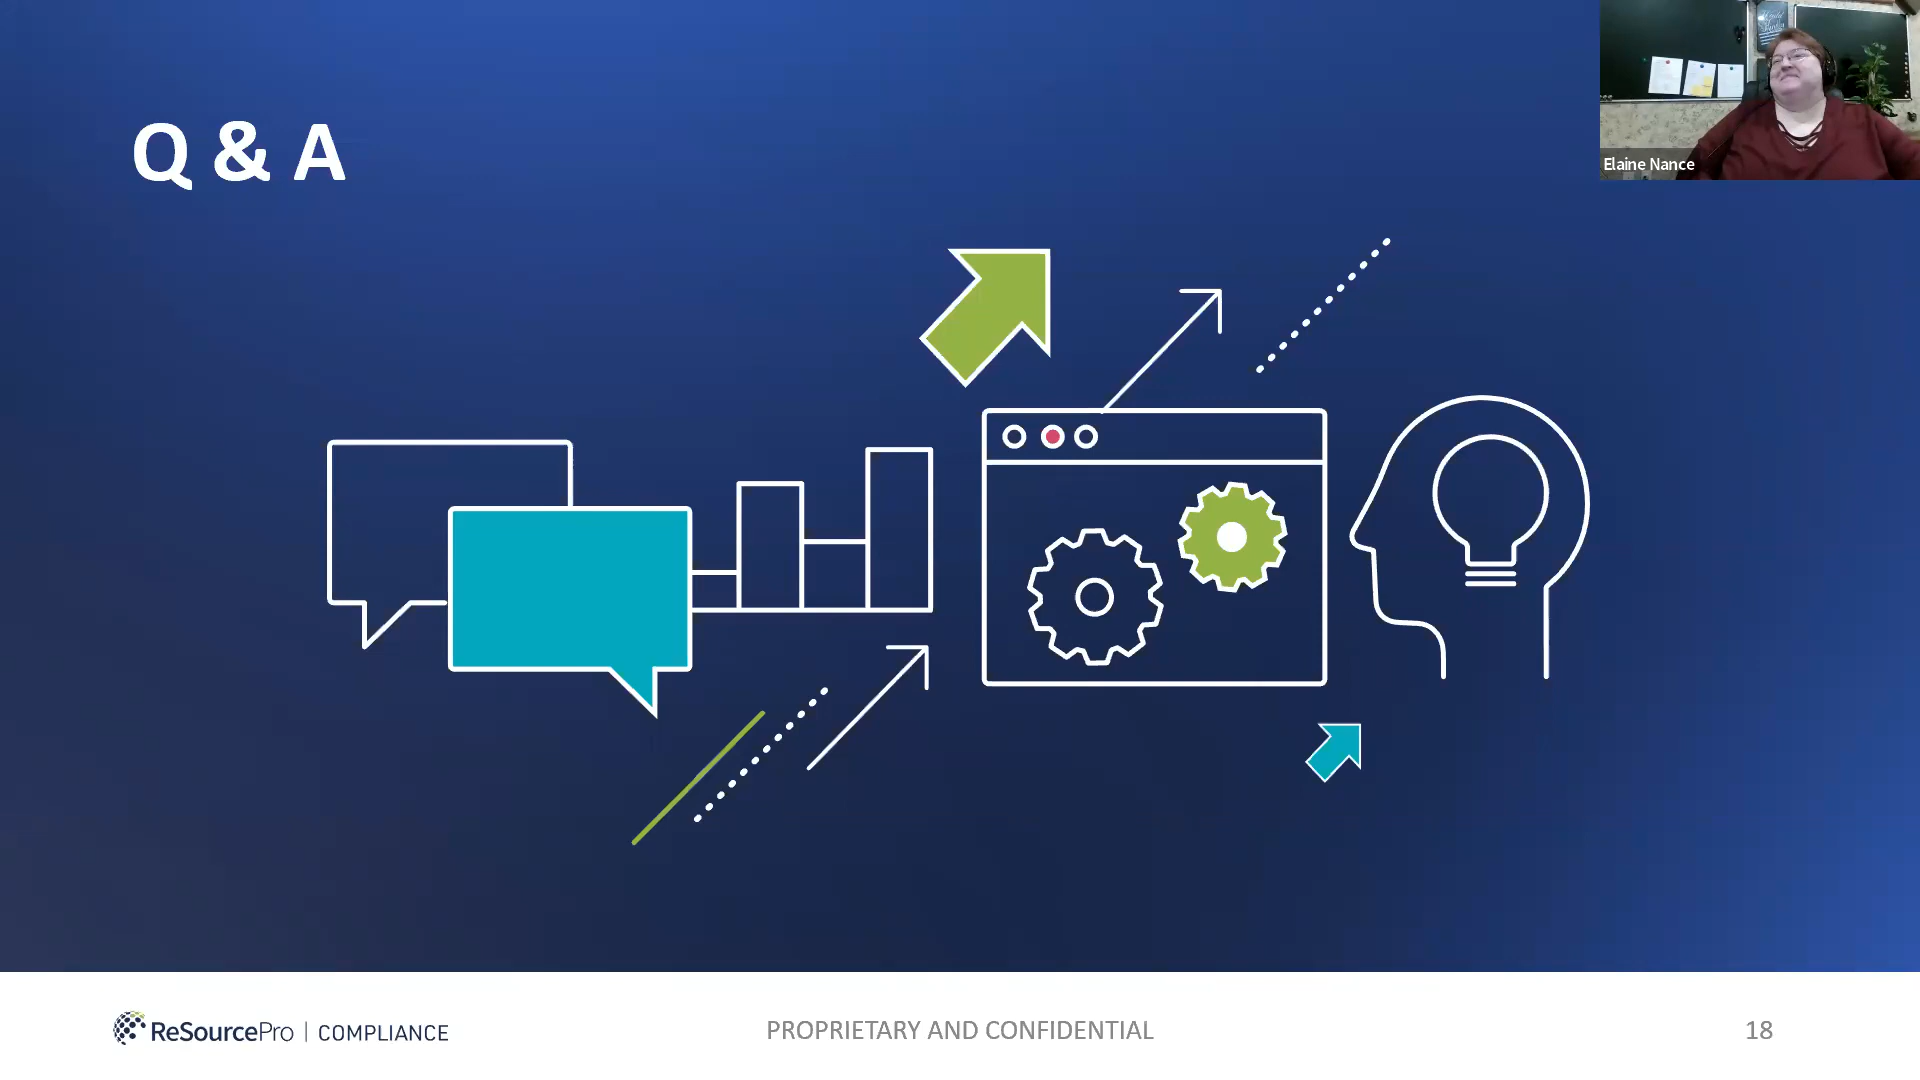 Q & A
Elaine Nance
ReSourcePro | COMPLIANCE
PROPRIETARY AND CONFIDENTIAL
18